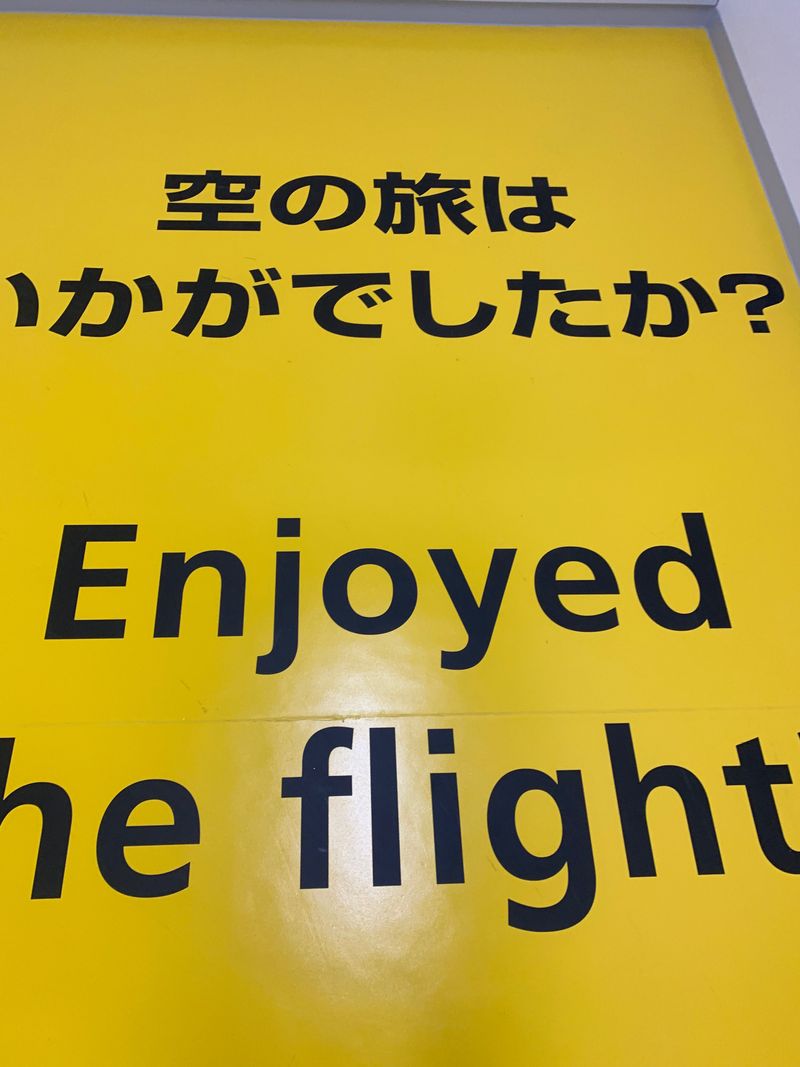 空の旅は
いかがでしたか?
Enjoyed
he flight